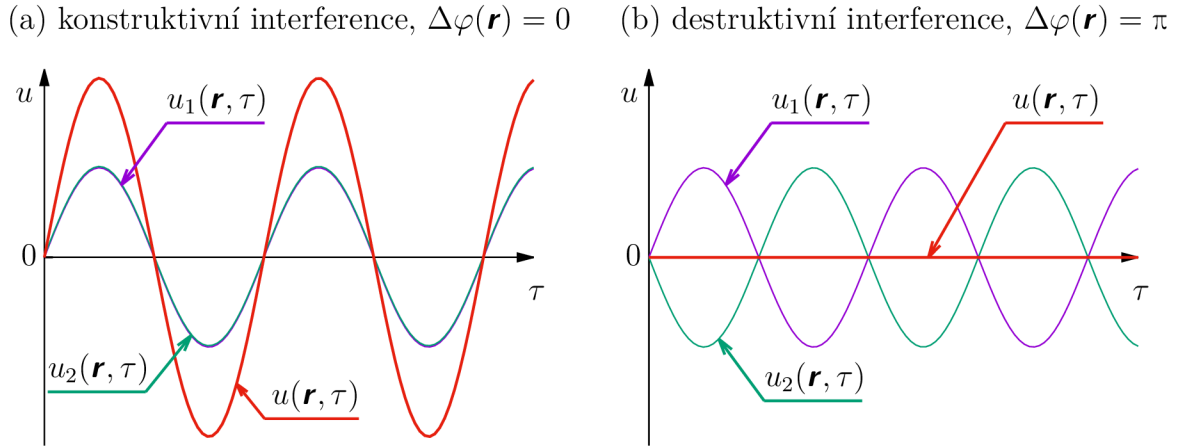 (a) konstruktivní interference, Δφ(r) = 0
u
u₁(r, τ)
0
τ
u₂(r, τ)
u(r, τ)
(b) destruktivní interference, Δφ(r) = π
u
u₁(r, τ)
u(r, τ)
0
τ
u₂(r, τ)